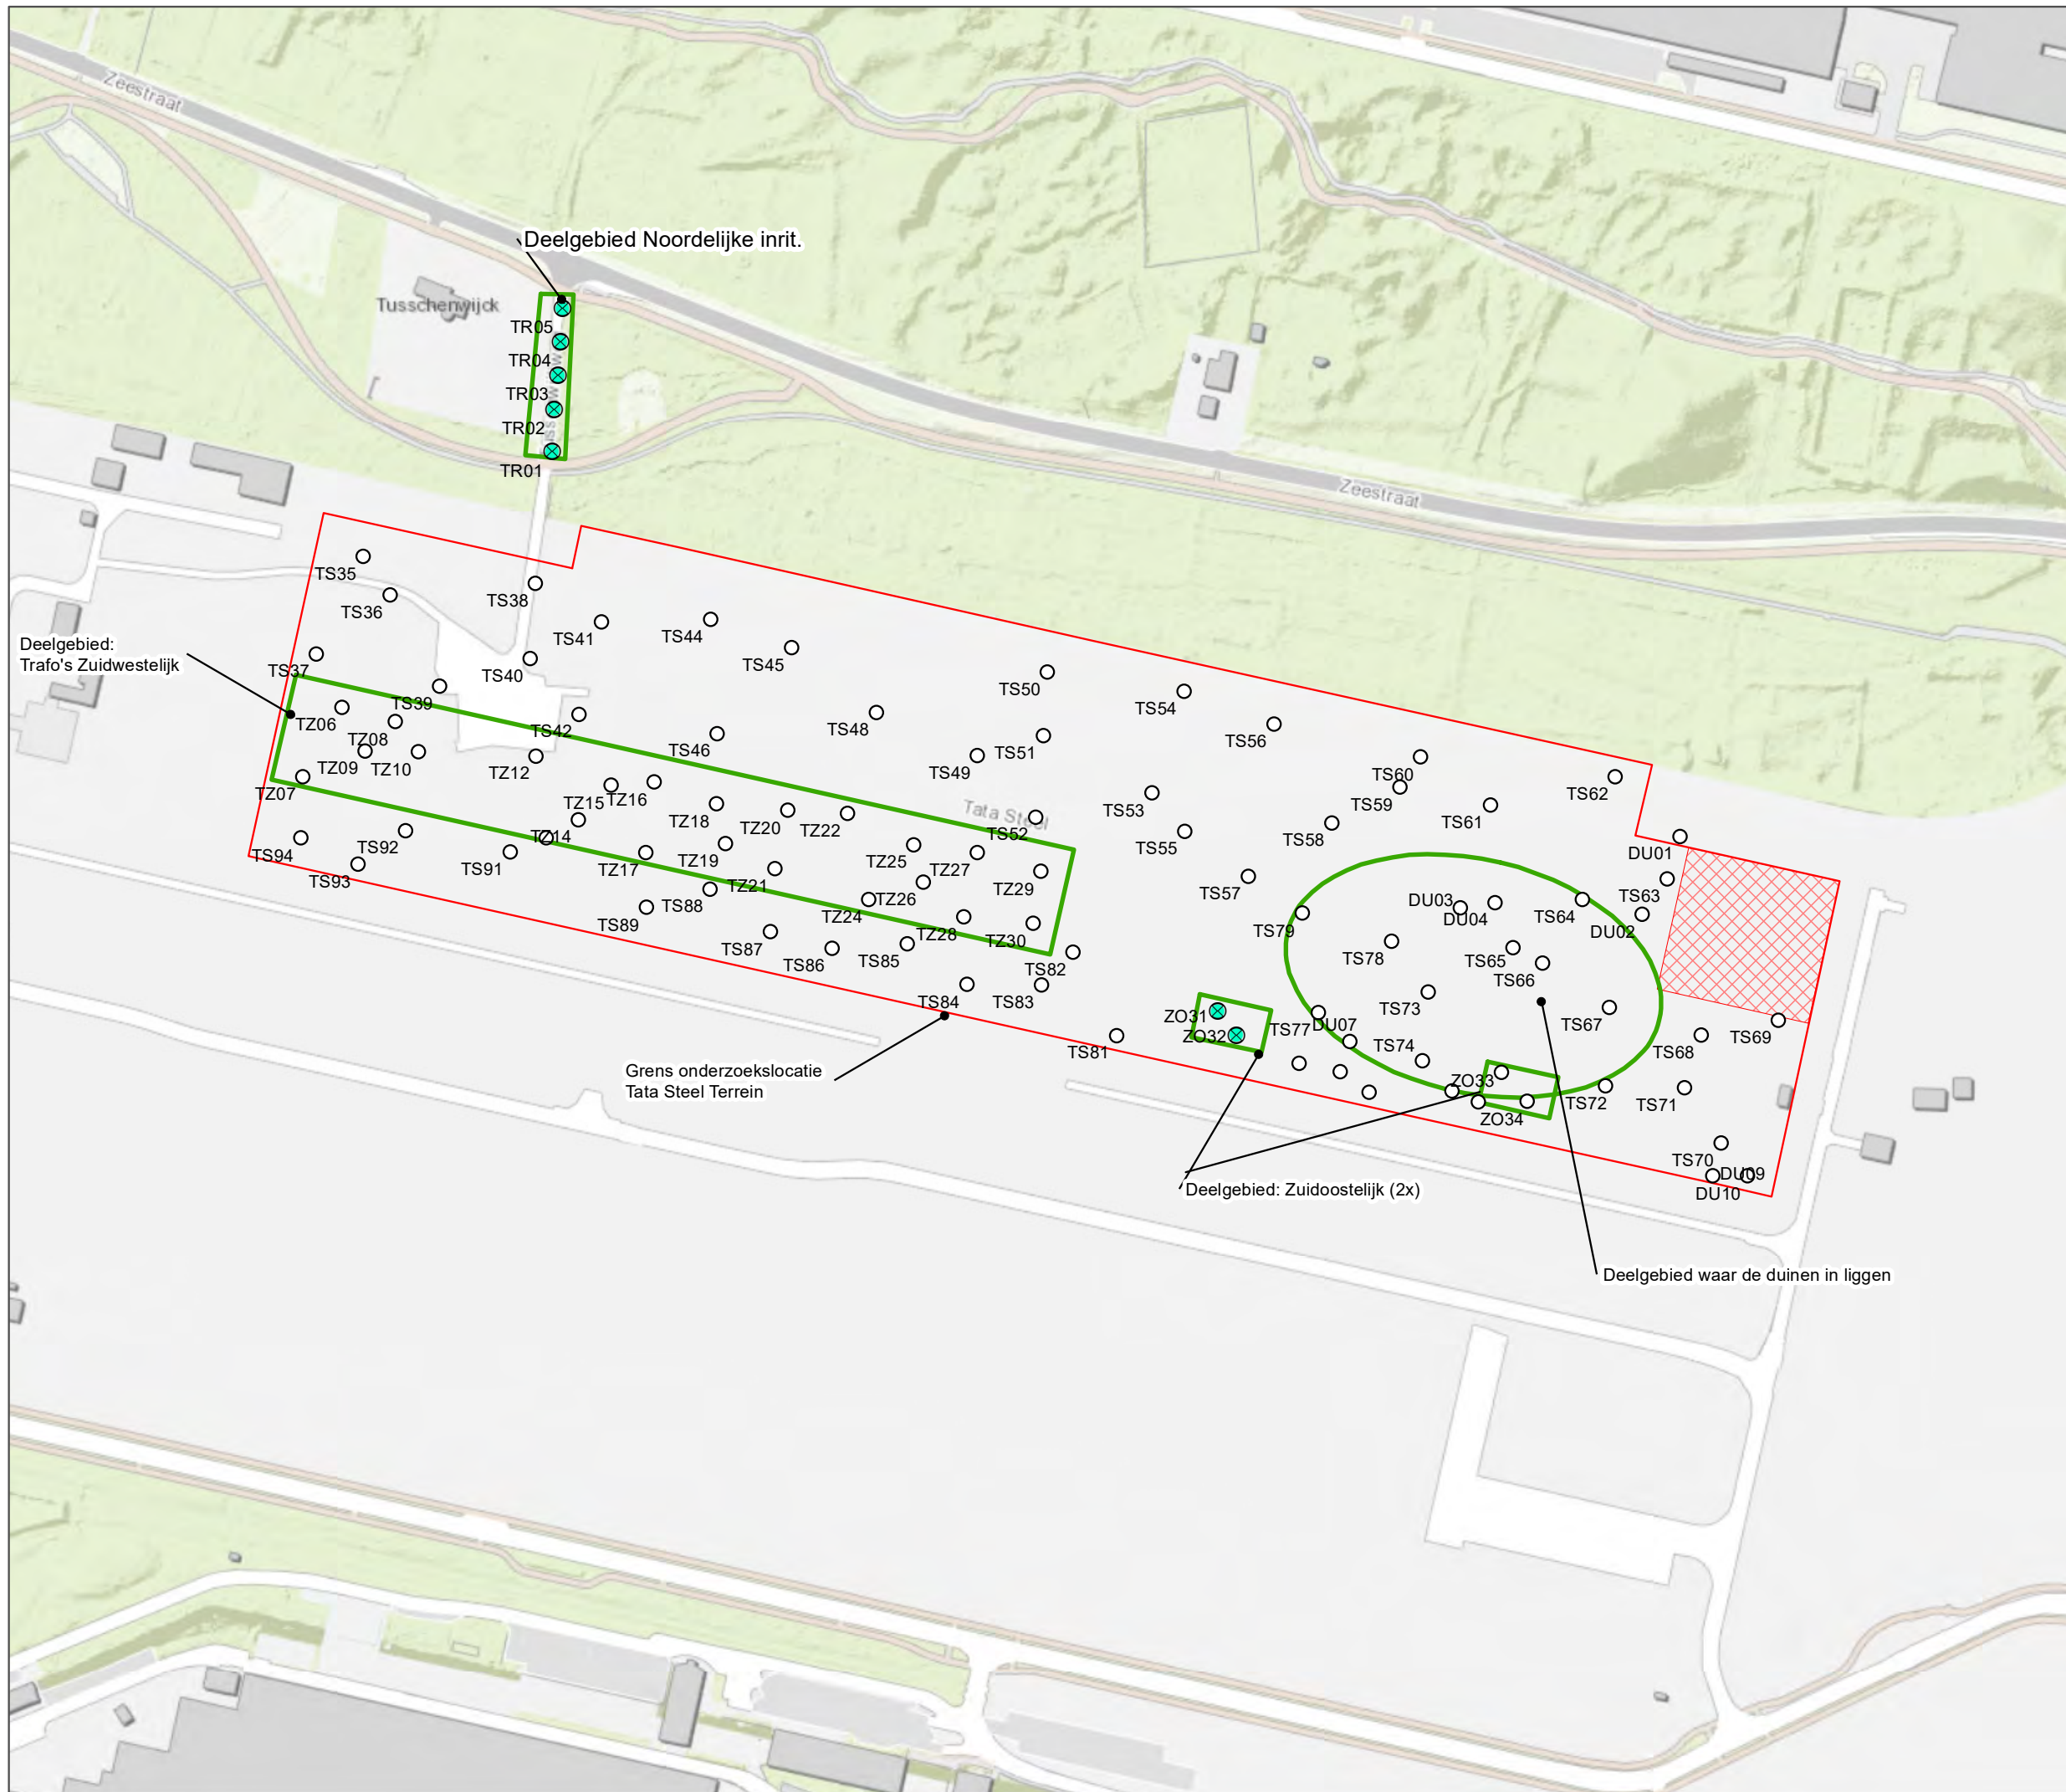 Zeestraat
Deelgebied Noordelijke inrit.
Tusschenwijck
TR05
TR04
TR03
TR02
TR01
Zeestraat
TS35
TS36
TS38
TS41
TS44
TS45
Deelgebied:
Trafo's Zuidwestelijk
TS37
TS40
TS39
TS50
TS54
TS42
TS48
TS46
TS51
TS56
TS49
TZ06
TZ08
TZ09
TZ10
TZ12
TZ07
TS60
TS59
TS62
TS53
TZ15
TZ16
TZ18
TZ20
TZ22
Tata Steel
TS52
TS61
TS58
TS55
TZ14
TS92
TS94
TS93
TS91
TZ17
TZ19
TZ25
TZ27
TZ29
DU01
TZ21
TS57
TS63
TZ26
TZ24
TS88
TS89
DU03
DU04
TS64
DU02
TS79
TZ28
TZ30
TS87
TS86
TS85
TS82
TS78
TS65
TS66
TS84
TS83
TS73
ZO31
ZO32
TS77
DU07
TS67
TS68
TS69
TS81
TS74
Grens onderzoekslocatie
Tata Steel Terrein
ZO33
ZO34
TS72
TS71
TS70
DU09
DU10
Deelgebied: Zuidoostelijk (2x)
Deelgebied waar de duinen in liggen